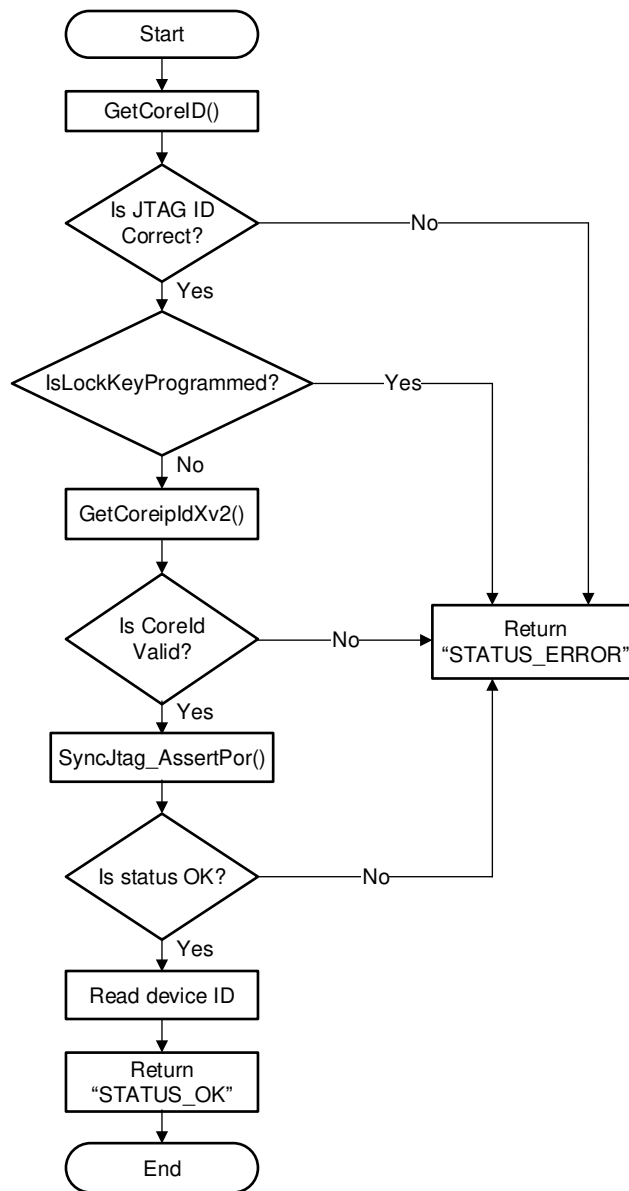 Start
GetCoreID()
Is JTAG ID
Correct?
No
Yes
IsLockKeyProgrammed?
Yes
No
GetCoreipIdXv2()
Is CoreId
Valid?
No
Return
“STATUS_ERROR”
Yes
SyncJtag_AssertPor()
Is status OK?
No
Yes
Read device ID
Return
“STATUS_OK”
End